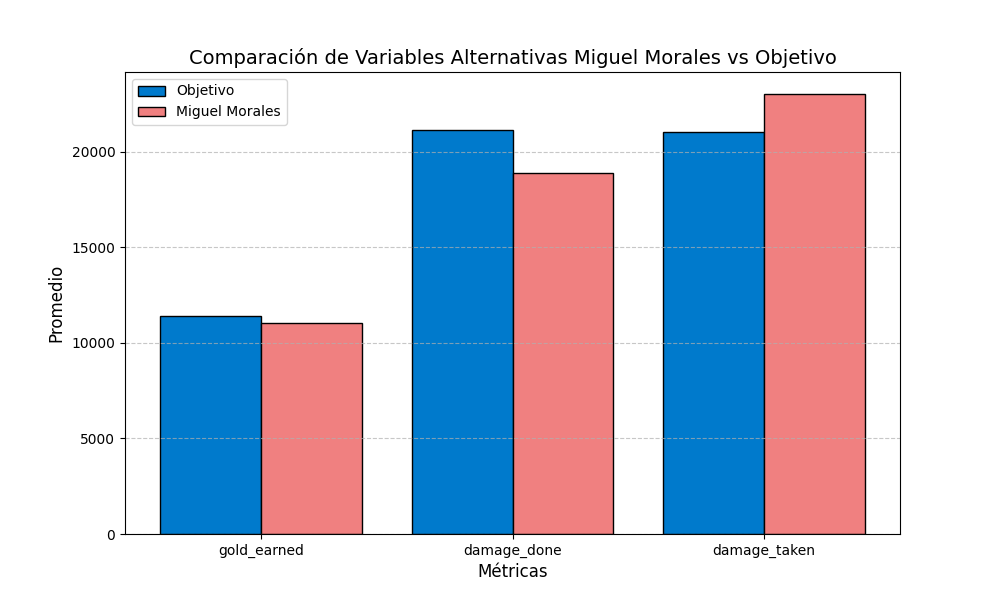 Comparación de Variables Alternativas Miguel Morales vs Objetivo
Objetivo
Miguel Morales
Promedio
20000
15000
10000
5000
0
gold_earned
damage_done
damage_taken
Métricas